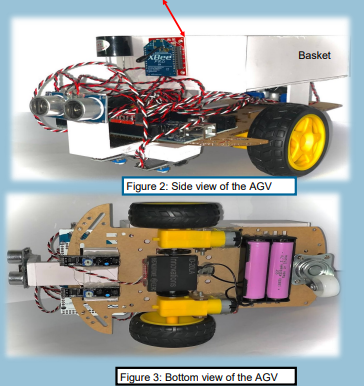 XBee
Basket
Figure 2: Side view of the AGV
Figure 3: Bottom view of the AGV